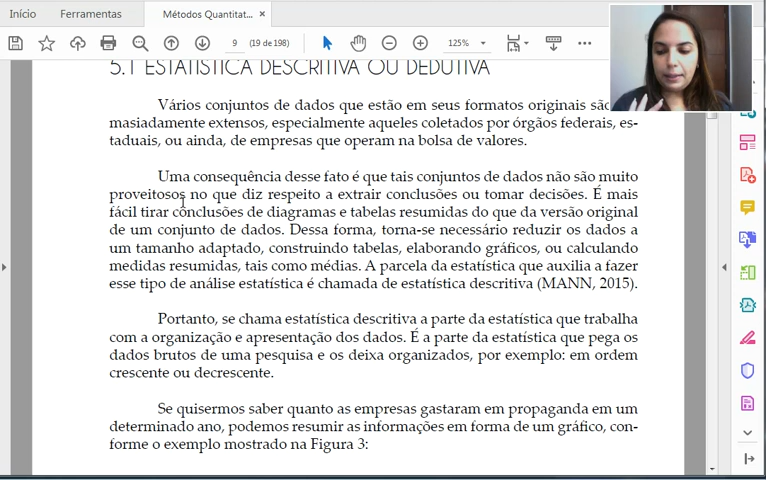 Início
Ferramentas
Métodos Quantitat... ×
9
(19 de 198)
125%
5.1 ESTATÍSTICA DESCRITIVA OU DEDUTIVA
Vários conjuntos de dados que estão em seus formatos originais são
masiadamente extensos, especialmente aqueles coletados por órgãos federais, es-
taduais, ou ainda, de empresas que operam na bolsa de valores.
Uma consequência desse fato é que tais conjuntos de dados não são muito
proveitosos no que diz respeito a extrair conclusões ou tomar decisões. É mais
fácil tirar conclusões de diagramas e tabelas resumidas do que da versão original
de um conjunto de dados. Dessa forma, torna-se necessário reduzir os dados a
um tamanho adaptado, construindo tabelas, elaborando gráficos, ou calculando
medidas resumidas, tais como médias. A parcela da estatística que auxilia a fazer
esse tipo de análise estatística é chamada de estatística descritiva (MANN, 2015).
Portanto, se chama estatística descritiva a parte da estatística que trabalha
com a organização e apresentação dos dados. É a parte da estatística que pega os
dados brutos de uma pesquisa e os deixa organizados, por exemplo: em ordem
crescente ou decrescente.
Se quisermos saber quanto as empresas gastaram em propaganda em um
determinado ano, podemos resumir as informações em forma de um gráfico, con-
forme o exemplo mostrado na Figura 3: